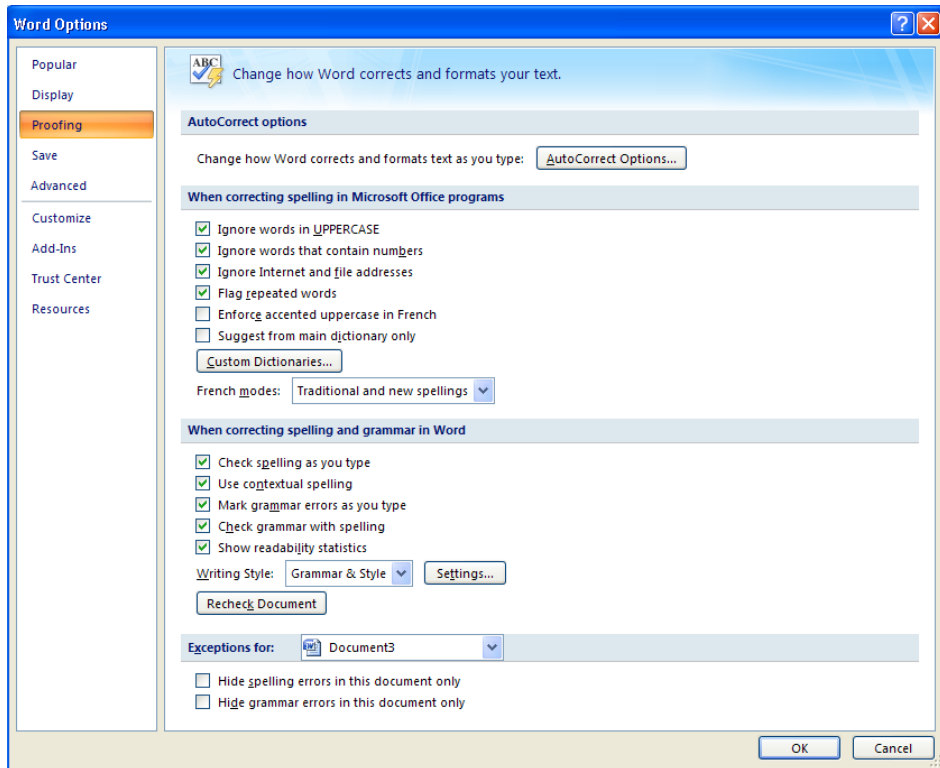 Word Options
Popular
Display
Proofing
Save
Advanced
Customize
Add-Ins
Trust Center
Resources
ABC
Change how Word corrects and formats your text.
AutoCorrect options
Change how Word corrects and formats text as you type: AutoCorrect Options...
When correcting spelling in Microsoft Office programs
Ignore words in UPPERCASE
Ignore words that contain numbers
Ignore Internet and file addresses
Flag repeated words
Enforce accented uppercase in French
Suggest from main dictionary only
Custom Dictionaries...
French modes: Traditional and new spellings
When correcting spelling and grammar in Word
Check spelling as you type
Use contextual spelling
Mark grammar errors as you type
Check grammar with spelling
Show readability statistics
Writing Style: Grammar & Style Settings...
Recheck Document
Exceptions for: Document3
Hide spelling errors in this document only
Hide grammar errors in this document only
OK Cancel